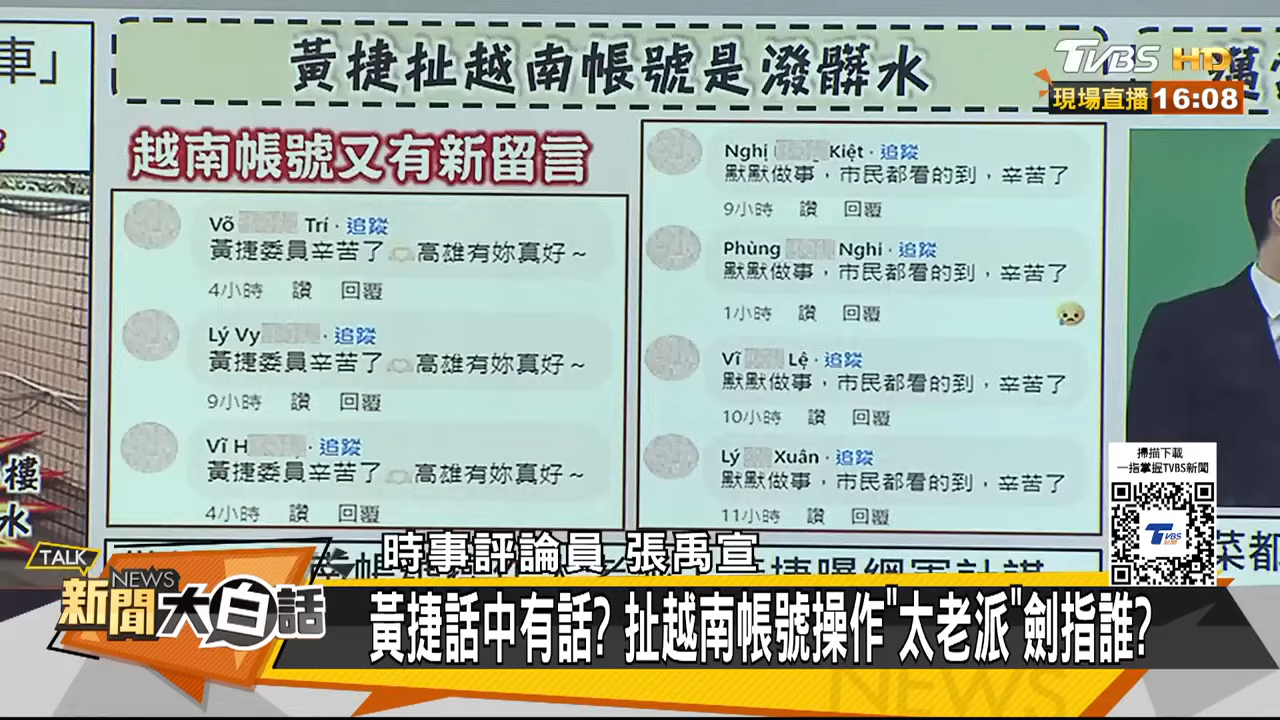 車」
黃捷扯越南帳號是潑髒水
TVBS HD
現場直播 16:08
越南帳號又有新留言
Võ Trí · 追蹤
黃捷委員辛苦了🫶高雄有妳真好~
4小時 讚 回覆
Lý Vy · 追蹤
黃捷委員辛苦了🫶高雄有妳真好~
9小時 讚 回覆
Vĩ H · 追蹤
黃捷委員辛苦了🫶高雄有妳真好~
4小時 讚 回覆
Nghị Kiệt · 追蹤
默默做事,市民都看的到,辛苦了
9小時 讚 回覆
Phùng Nghi · 追蹤
默默做事,市民都看的到,辛苦了
1小時 讚 回覆
Vĩ Lệ · 追蹤
默默做事,市民都看的到,辛苦了
10小時 讚 回覆
Lý Xuân · 追蹤
默默做事,市民都看的到,辛苦了
11小時 讚 回覆
樓
水
掃描下載
一指掌握TVBS新聞
TVBS
新聞
菜都
時事評論員 張禹宣
TALK
NEWS
新聞大白話
黃捷話中有話? 扯越南帳號操作"太老派"劍指誰?
NEWS